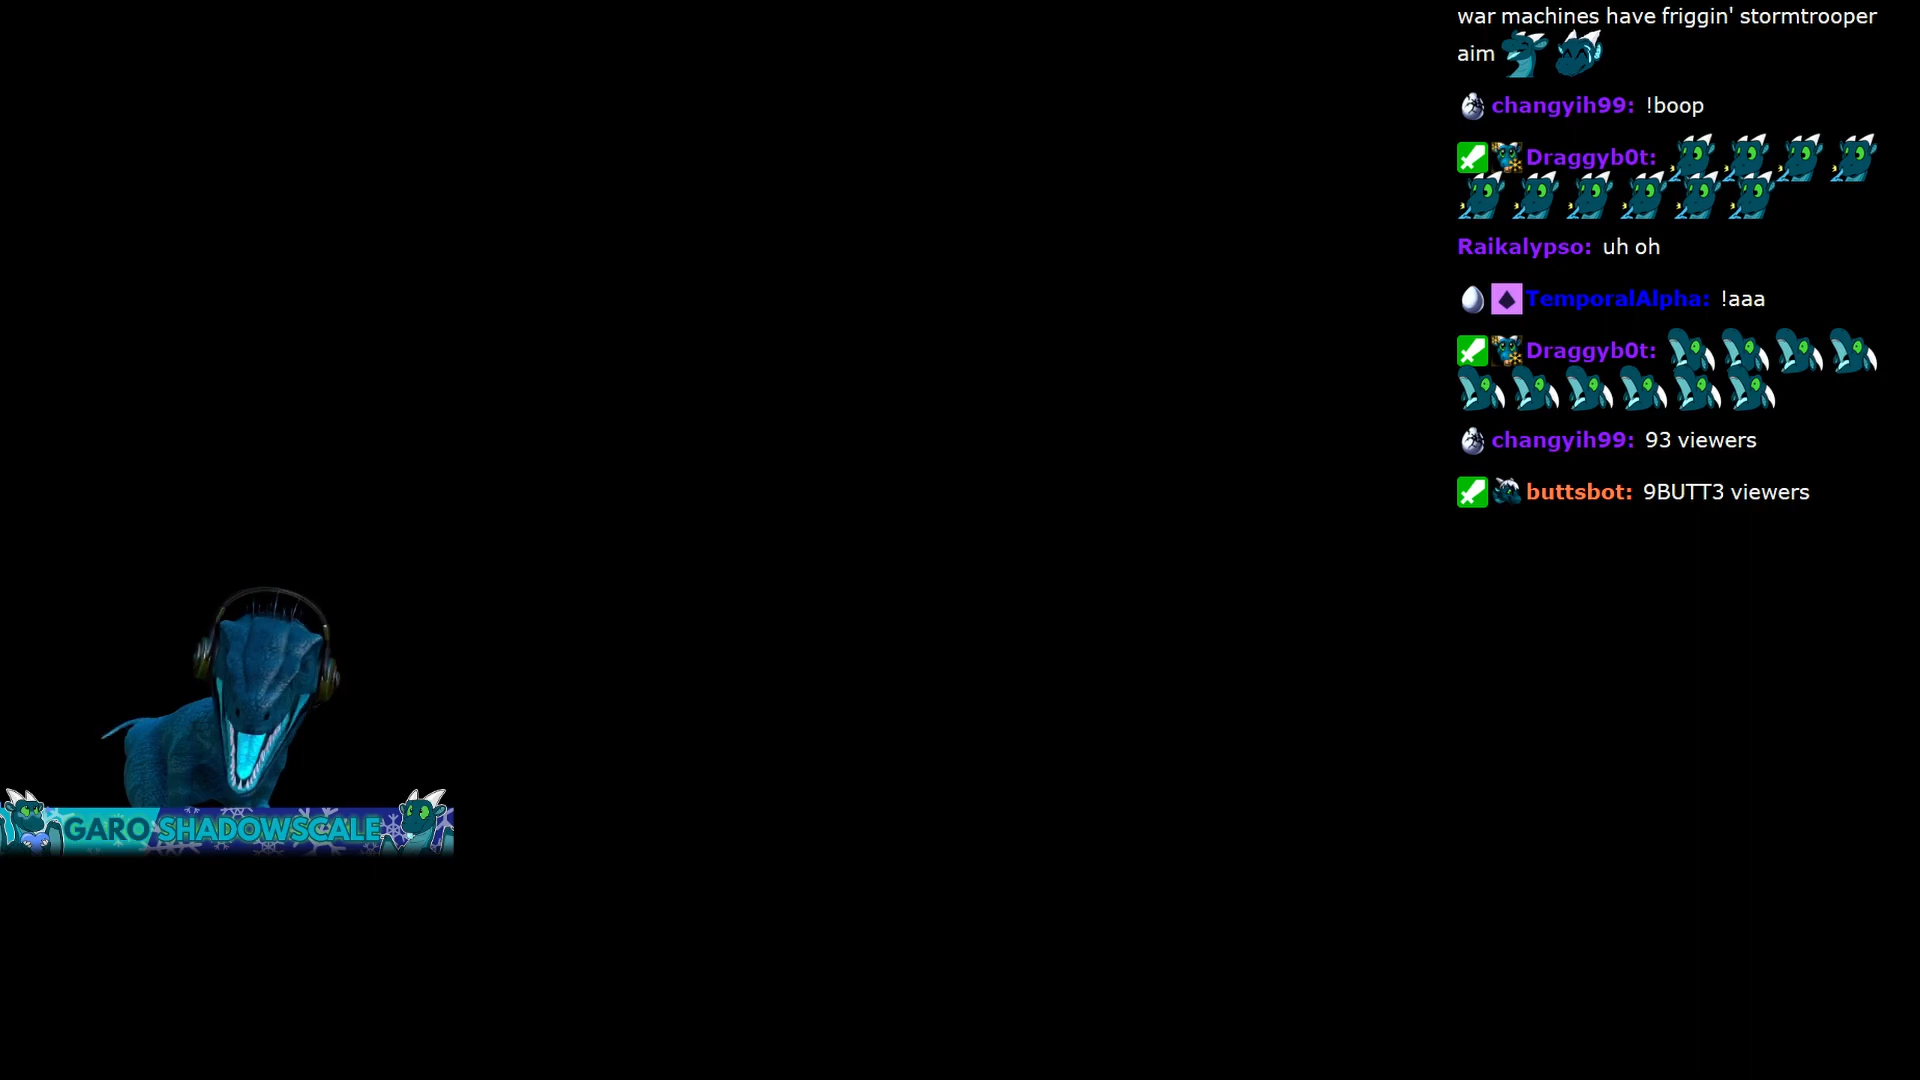 war machines have friggin' stormtrooper
aim
changyih99: !boop
Draggyb0t:
Raikalypso: uh oh
TemporalAlpha: !aaa
Draggyb0t:
changyih99: 93 viewers
buttsbot: 9BUTT3 viewers
GARO SHADOWSCALE